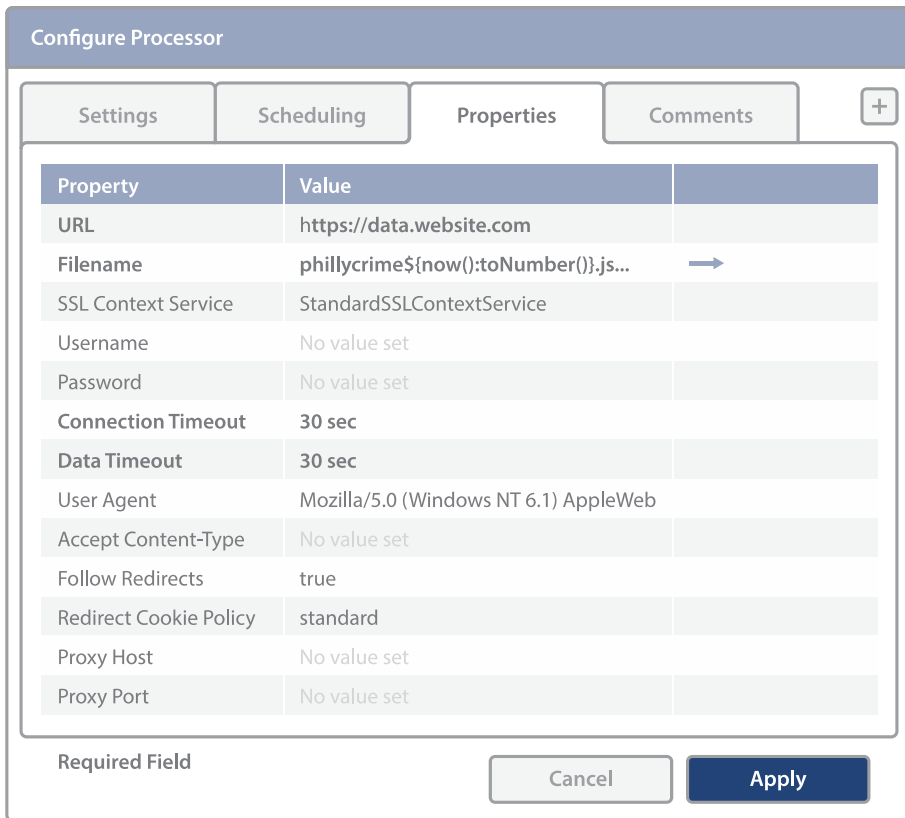 Configure Processor
Settings Scheduling Properties Comments +
Property Value
URL https://data.website.com
Filename phillycrime${now():toNumber()}.js...
SSL Context Service StandardSSLContextService
Username No value set
Password No value set
Connection Timeout 30 sec
Data Timeout 30 sec
User Agent Mozilla/5.0 (Windows NT 6.1) AppleWeb
Accept Content-Type No value set
Follow Redirects true
Redirect Cookie Policy standard
Proxy Host No value set
Proxy Port No value set
Required Field
Cancel Apply